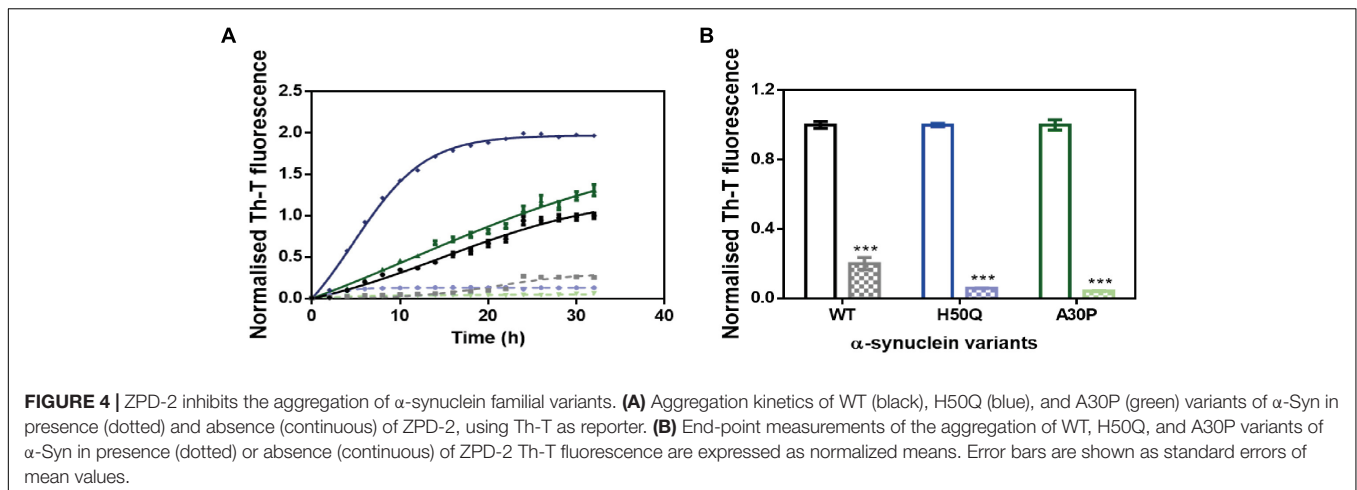 A
Normalised Th-T fluorescence
2.5
2.0
1.5
1.0
0.5
0.0
0
10
20
30
40
Time (h)
B
Normalised Th-T fluorescence
1.2
0.8
0.4
0.0
***
***
***
WT
H50Q
A30P
α-synuclein variants
FIGURE 4 | ZPD-2 inhibits the aggregation of α-synuclein familial variants. (A) Aggregation kinetics of WT (black), H50Q (blue), and A30P (green) variants of α-Syn in
presence (dotted) and absence (continuous) of ZPD-2, using Th-T as reporter. (B) End-point measurements of the aggregation of WT, H50Q, and A30P variants of
α-Syn in presence (dotted) or absence (continuous) of ZPD-2 Th-T fluorescence are expressed as normalized means. Error bars are shown as standard errors of
mean values.